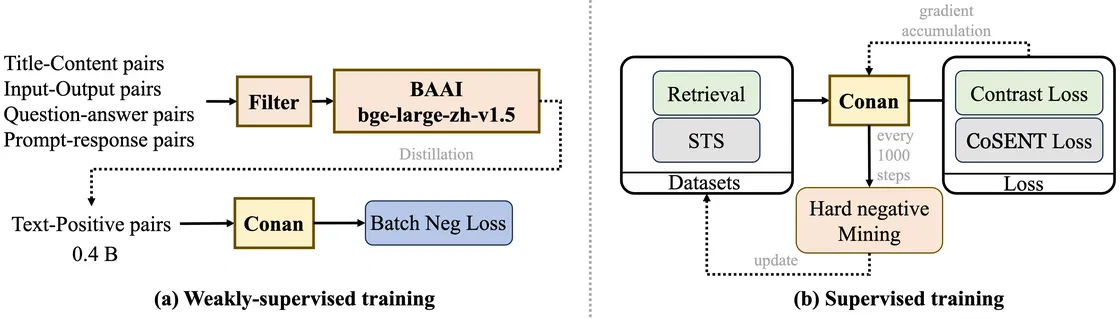 Title-Content pairs
Input-Output pairs
Question-answer pairs
Prompt-response pairs
Filter
BAAI
bge-large-zh-v1.5
Distillation
Text-Positive pairs
0.4 B
Conan
Batch Neg Loss
(a) Weakly-supervised training
gradient
accumulation
Retrieval
STS
Datasets
Conan
every
1000
steps
Contrast Loss
CoSENT Loss
Loss
Hard negative
Mining
update
(b) Supervised training